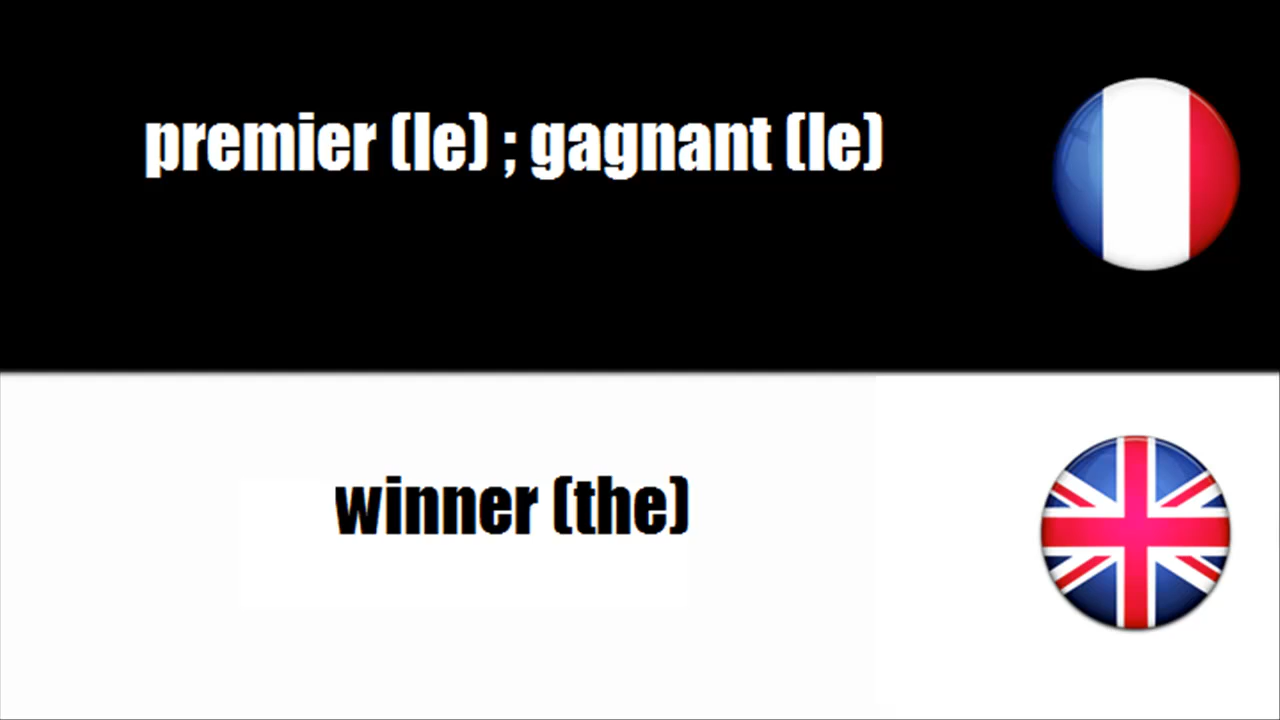 premier (le) ; gagnant (le)
winner (the)